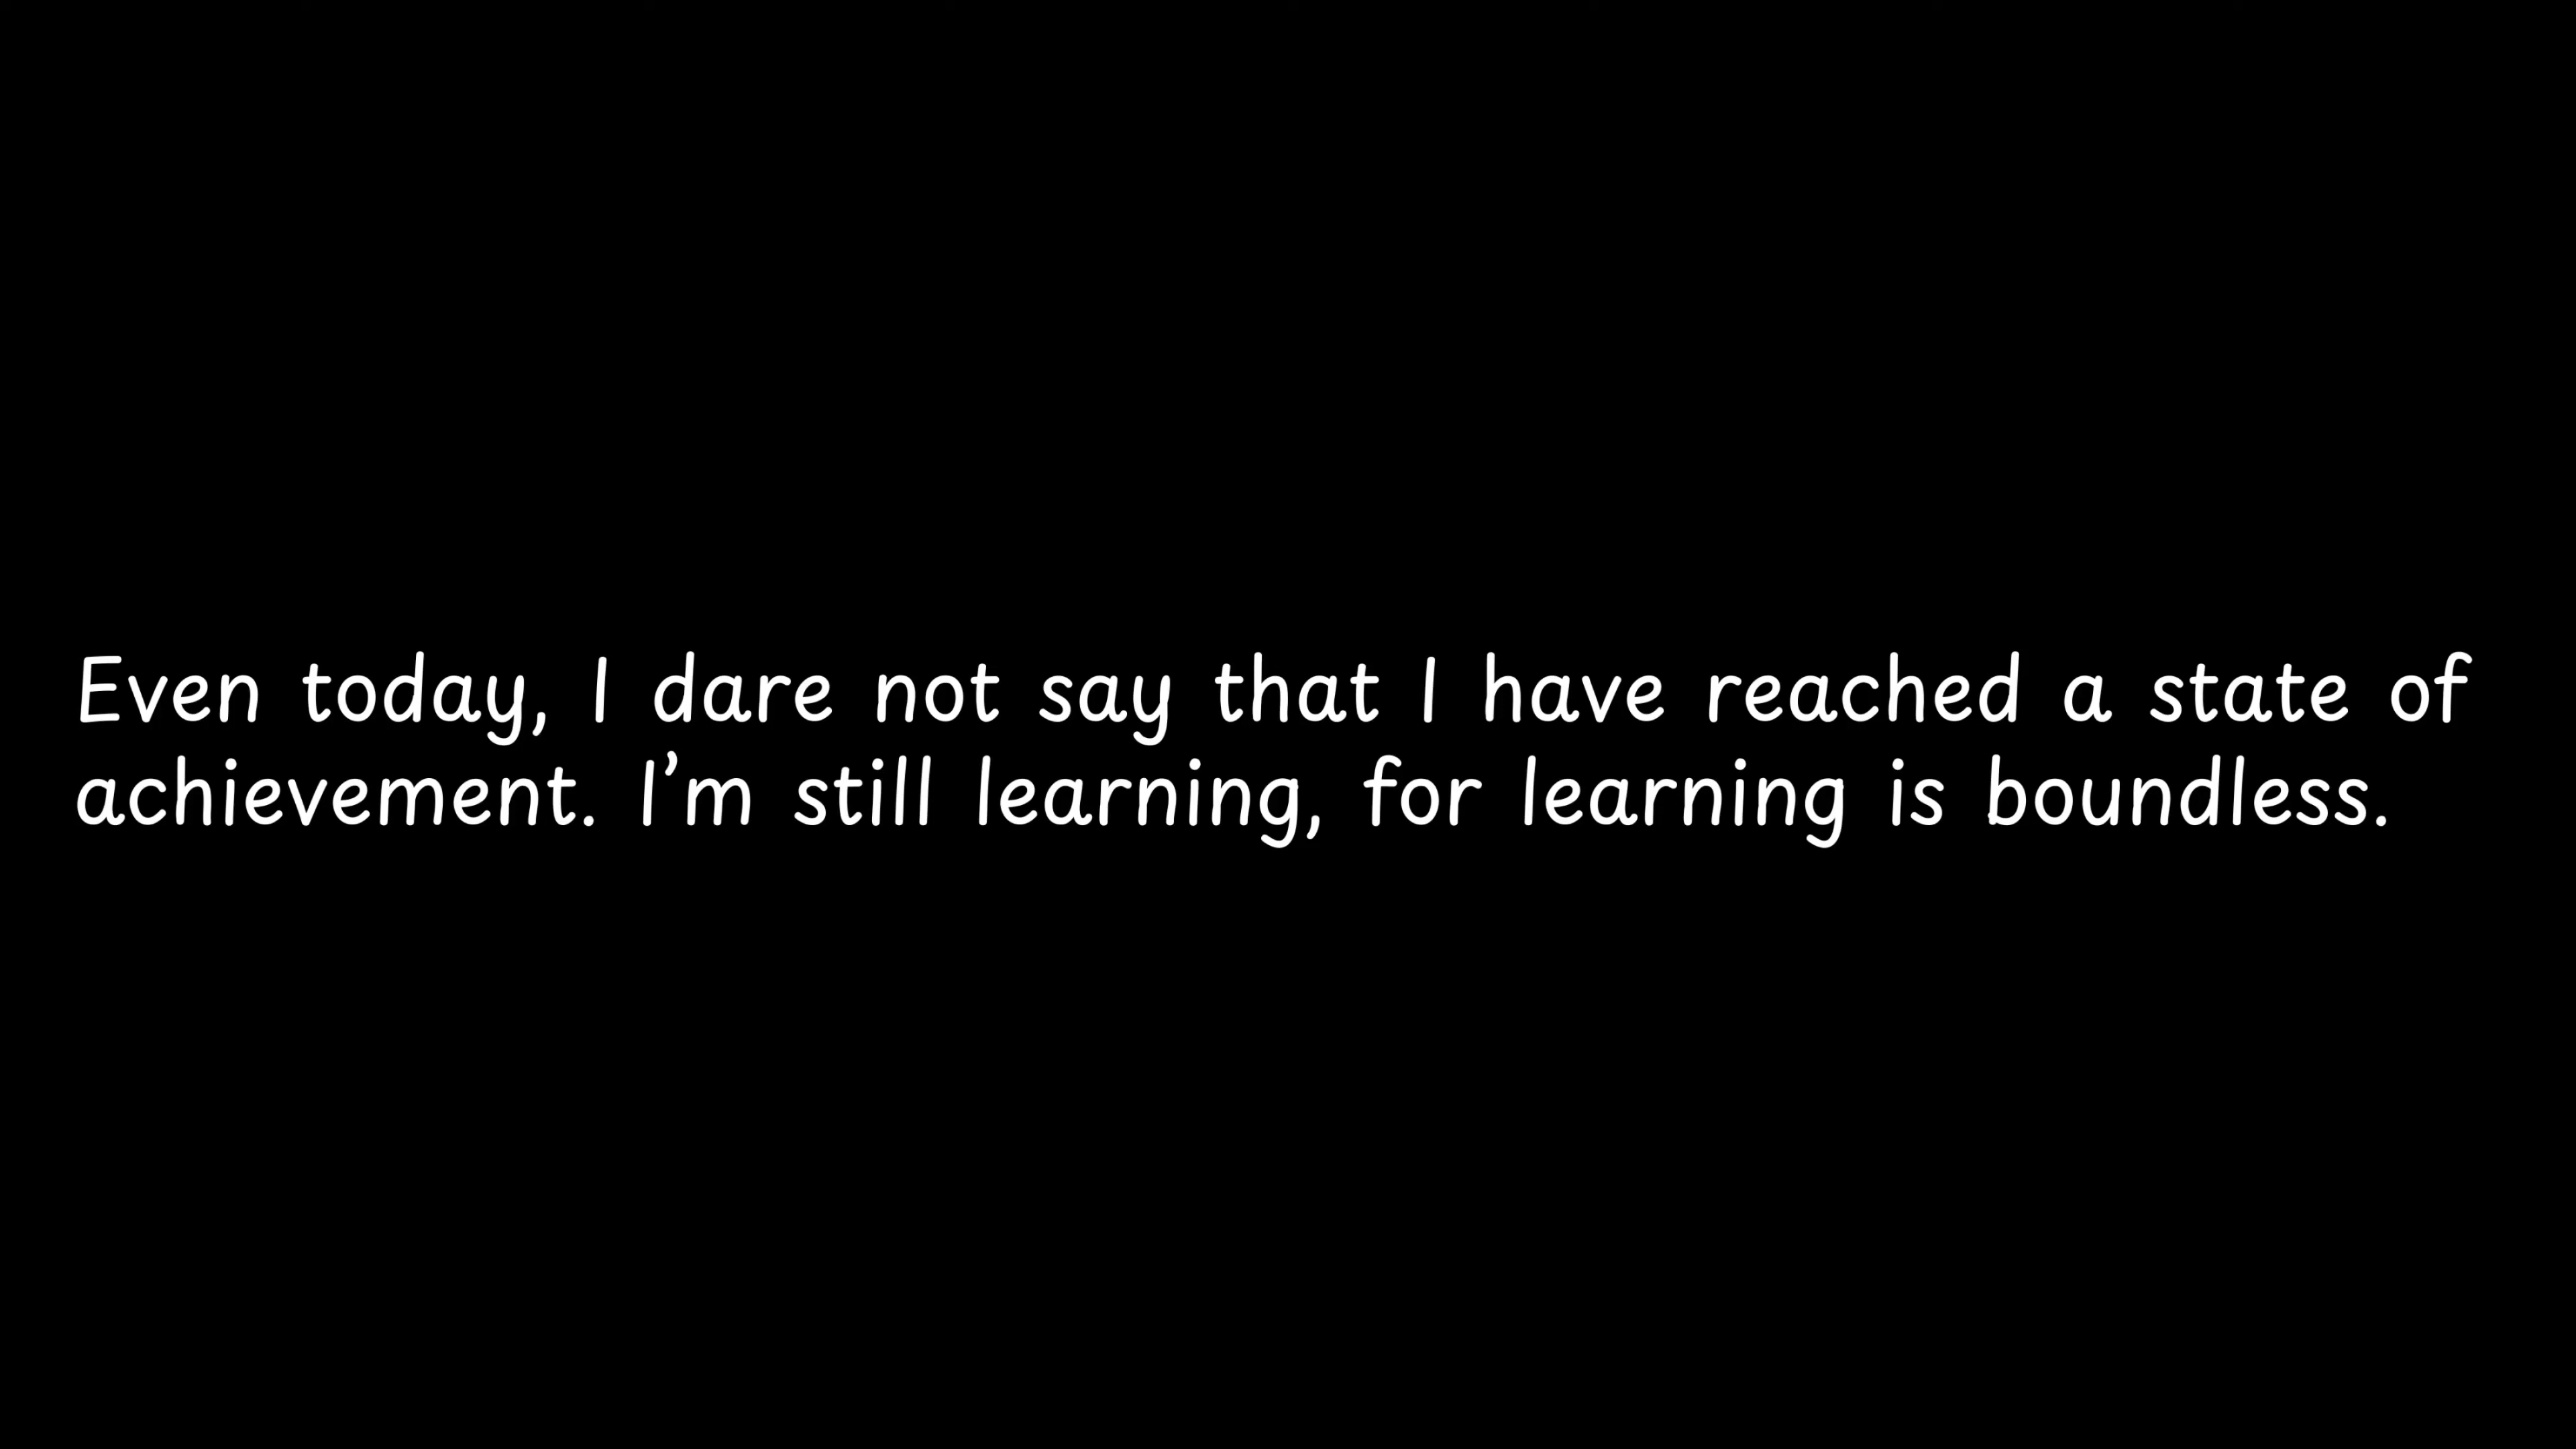 Even today, I dare not say that I have reached a state of
achievement. I’m still learning, for learning is boundless.